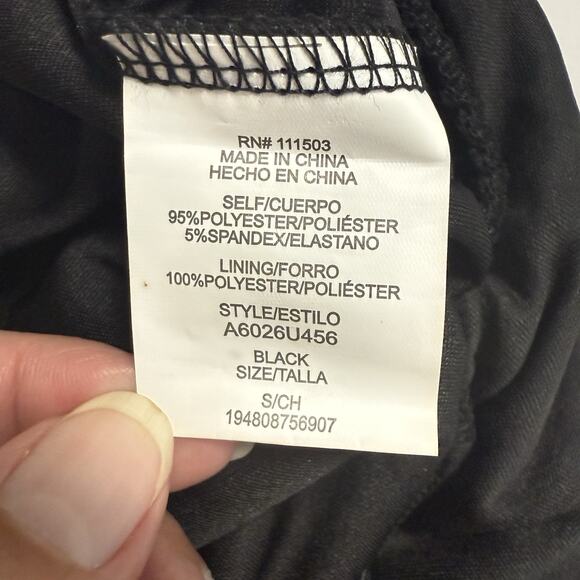 RN# 111503
MADE IN CHINA
HECHO EN CHINA
SELF/CUERPO
95%POLYESTER/POLIÉSTER
5%SPANDEX/ELASTANO
LINING/FORRO
100%POLYESTER/POLIÉSTER
STYLE/ESTILO
A6026U456
BLACK
SIZE/TALLA
S/CH
194808756907